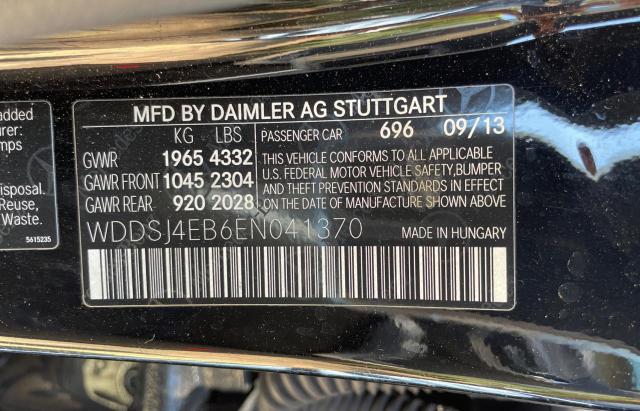 added
urer:
mps
isposal.
Reuse
Waste.
5615235
MFD BY DAIMLER AG STUTTGART
KG LBS PASSENGER CAR 696 09/13
GVWR 1965 4332
GAWR FRONT 1045 2304
GAWR REAR 920 2028
THIS VEHICLE CONFORMS TO ALL APPLICABLE
U.S. FEDERAL MOTOR VEHICLE SAFETY, BUMPER
AND THEFT PREVENTION STANDARDS IN EFFECT
ON THE DATE OF MANUFACTURE SHOWN ABOVE
WDDSJ4EB6EN041370 MADE IN HUNGARY